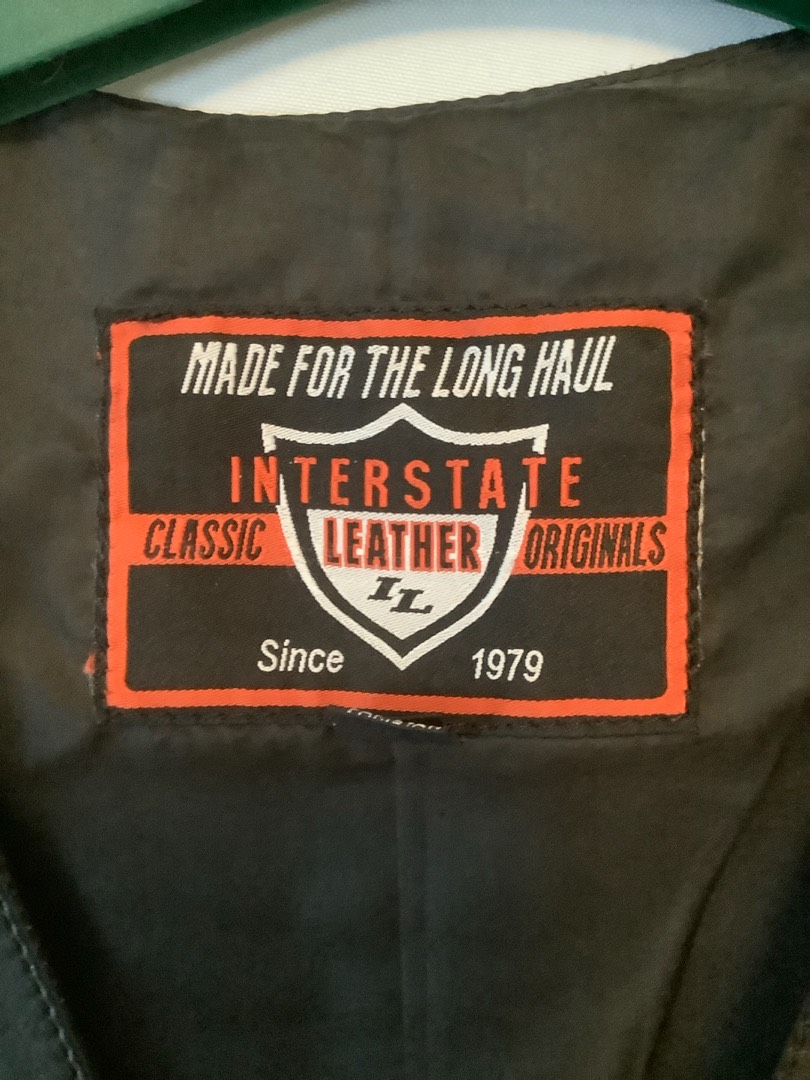 MADE FOR THE LONG HAUL
INTERSTATE
CLASSIC LEATHER ORIGINALS
IL
Since 1979